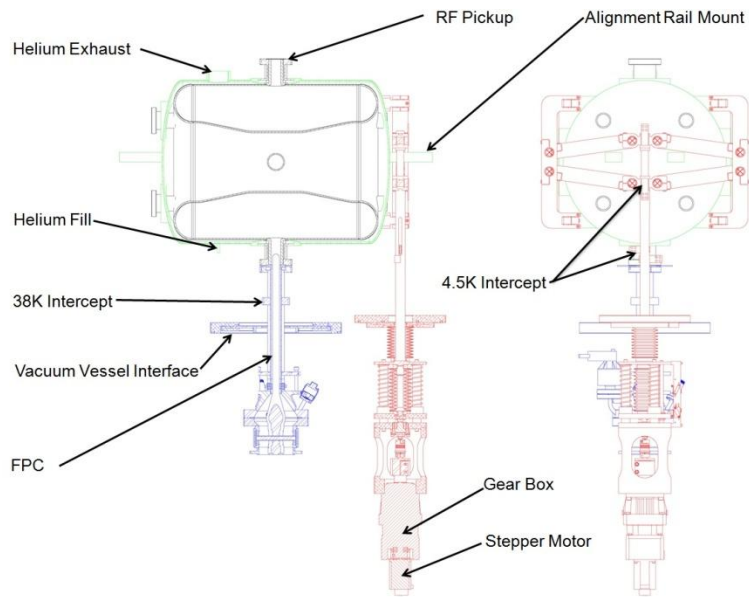 RF Pickup
Alignment Rail Mount
Helium Exhaust
Helium Fill
4.5K Intercept
38K Intercept
Vacuum Vessel Interface
FPC
Gear Box
Stepper Motor